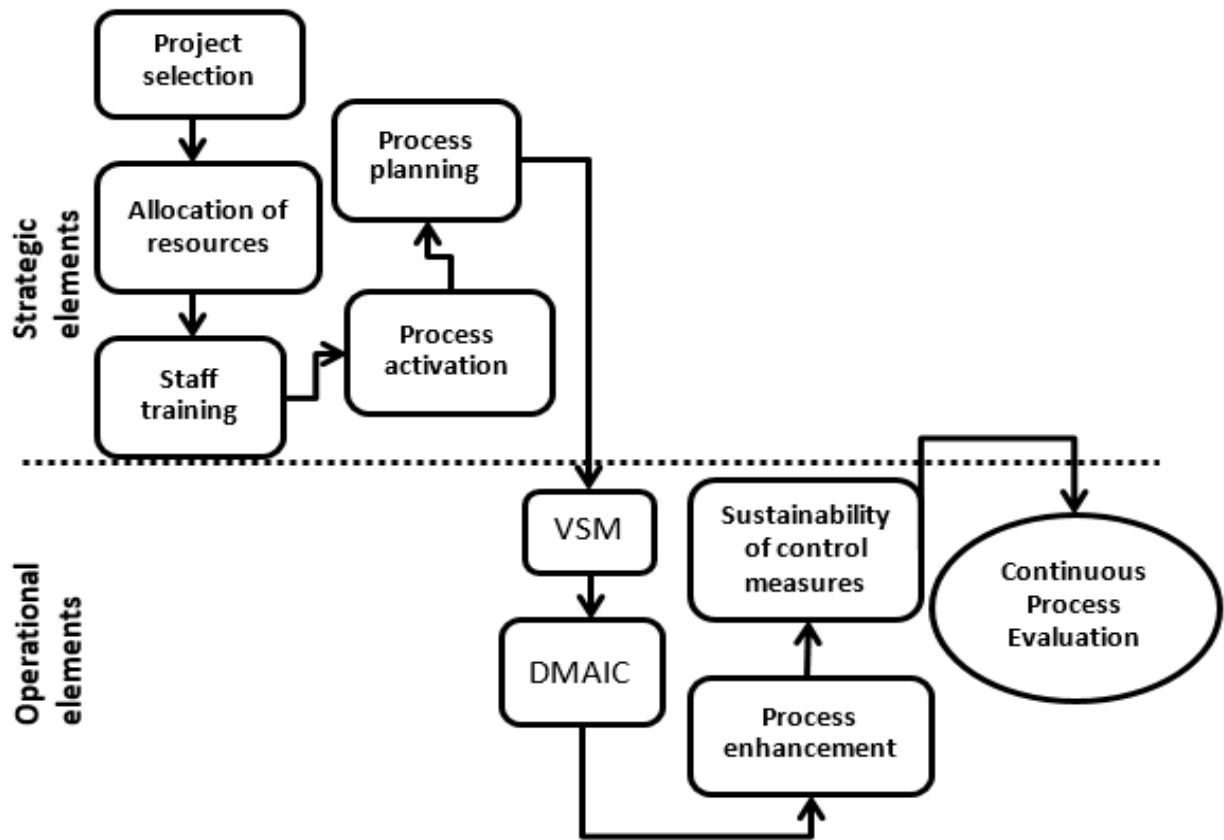 Project
selection
Allocation of
resources
Staff
training
Process
planning
Process
activation
Strategic
elements
VSM
DMAIC
Process
enhancement
Sustainability
of control
measures
Continuous
Process
Evaluation
Operational
elements